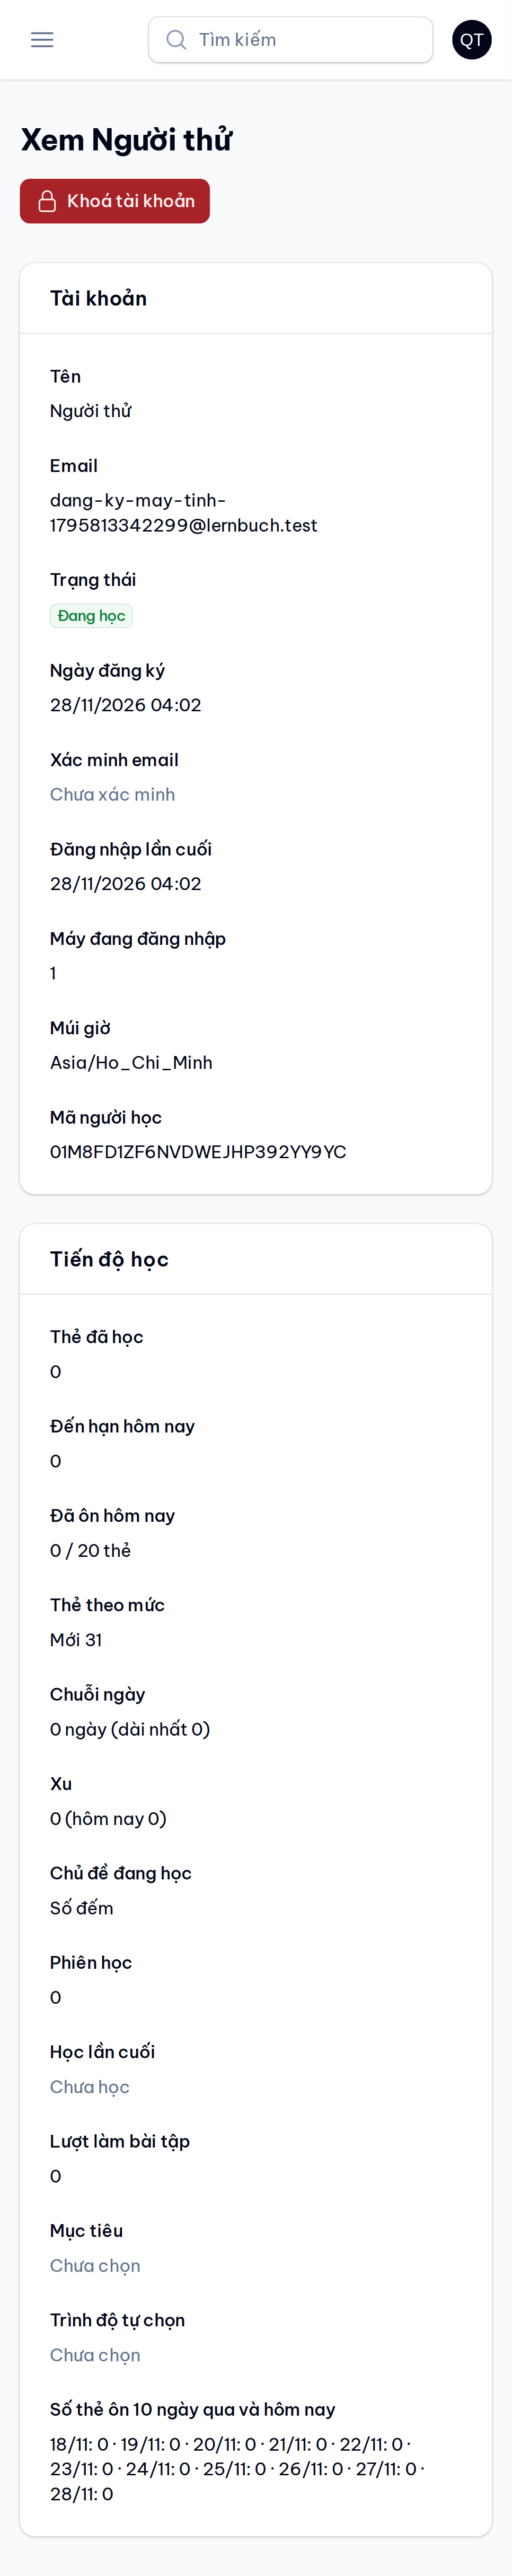 Tìm kiếm
QT
Xem Người thử
Khoá tài khoản
Tài khoản
Tên
Người thử
Email
dang-ky-may-tinh-
1795813342299@lernbuch.test
Trạng thái
Đang học
Ngày đăng ký
28/11/2026 04:02
Xác minh email
Chưa xác minh
Đăng nhập lần cuối
28/11/2026 04:02
Máy đang đăng nhập
1
Múi giờ
Asia/Ho_Chi_Minh
Mã người học
01M8FD1ZF6NVDWEJHP392YY9YC
Tiến độ học
Thẻ đã học
0
Đến hạn hôm nay
0
Đã ôn hôm nay
0 / 20 thẻ
Thẻ theo mức
Mới 31
Chuỗi ngày
0 ngày (dài nhất 0)
Xu
0 (hôm nay 0)
Chủ đề đang học
Số đếm
Phiên học
0
Học lần cuối
Chưa học
Lượt làm bài tập
0
Mục tiêu
Chưa chọn
Trình độ tự chọn
Chưa chọn
Số thẻ ôn 10 ngày qua và hôm nay
18/11: 0 · 19/11: 0 · 20/11: 0 · 21/11: 0 · 22/11: 0 ·
23/11: 0 · 24/11: 0 · 25/11: 0 · 26/11: 0 · 27/11: 0 ·
28/11: 0